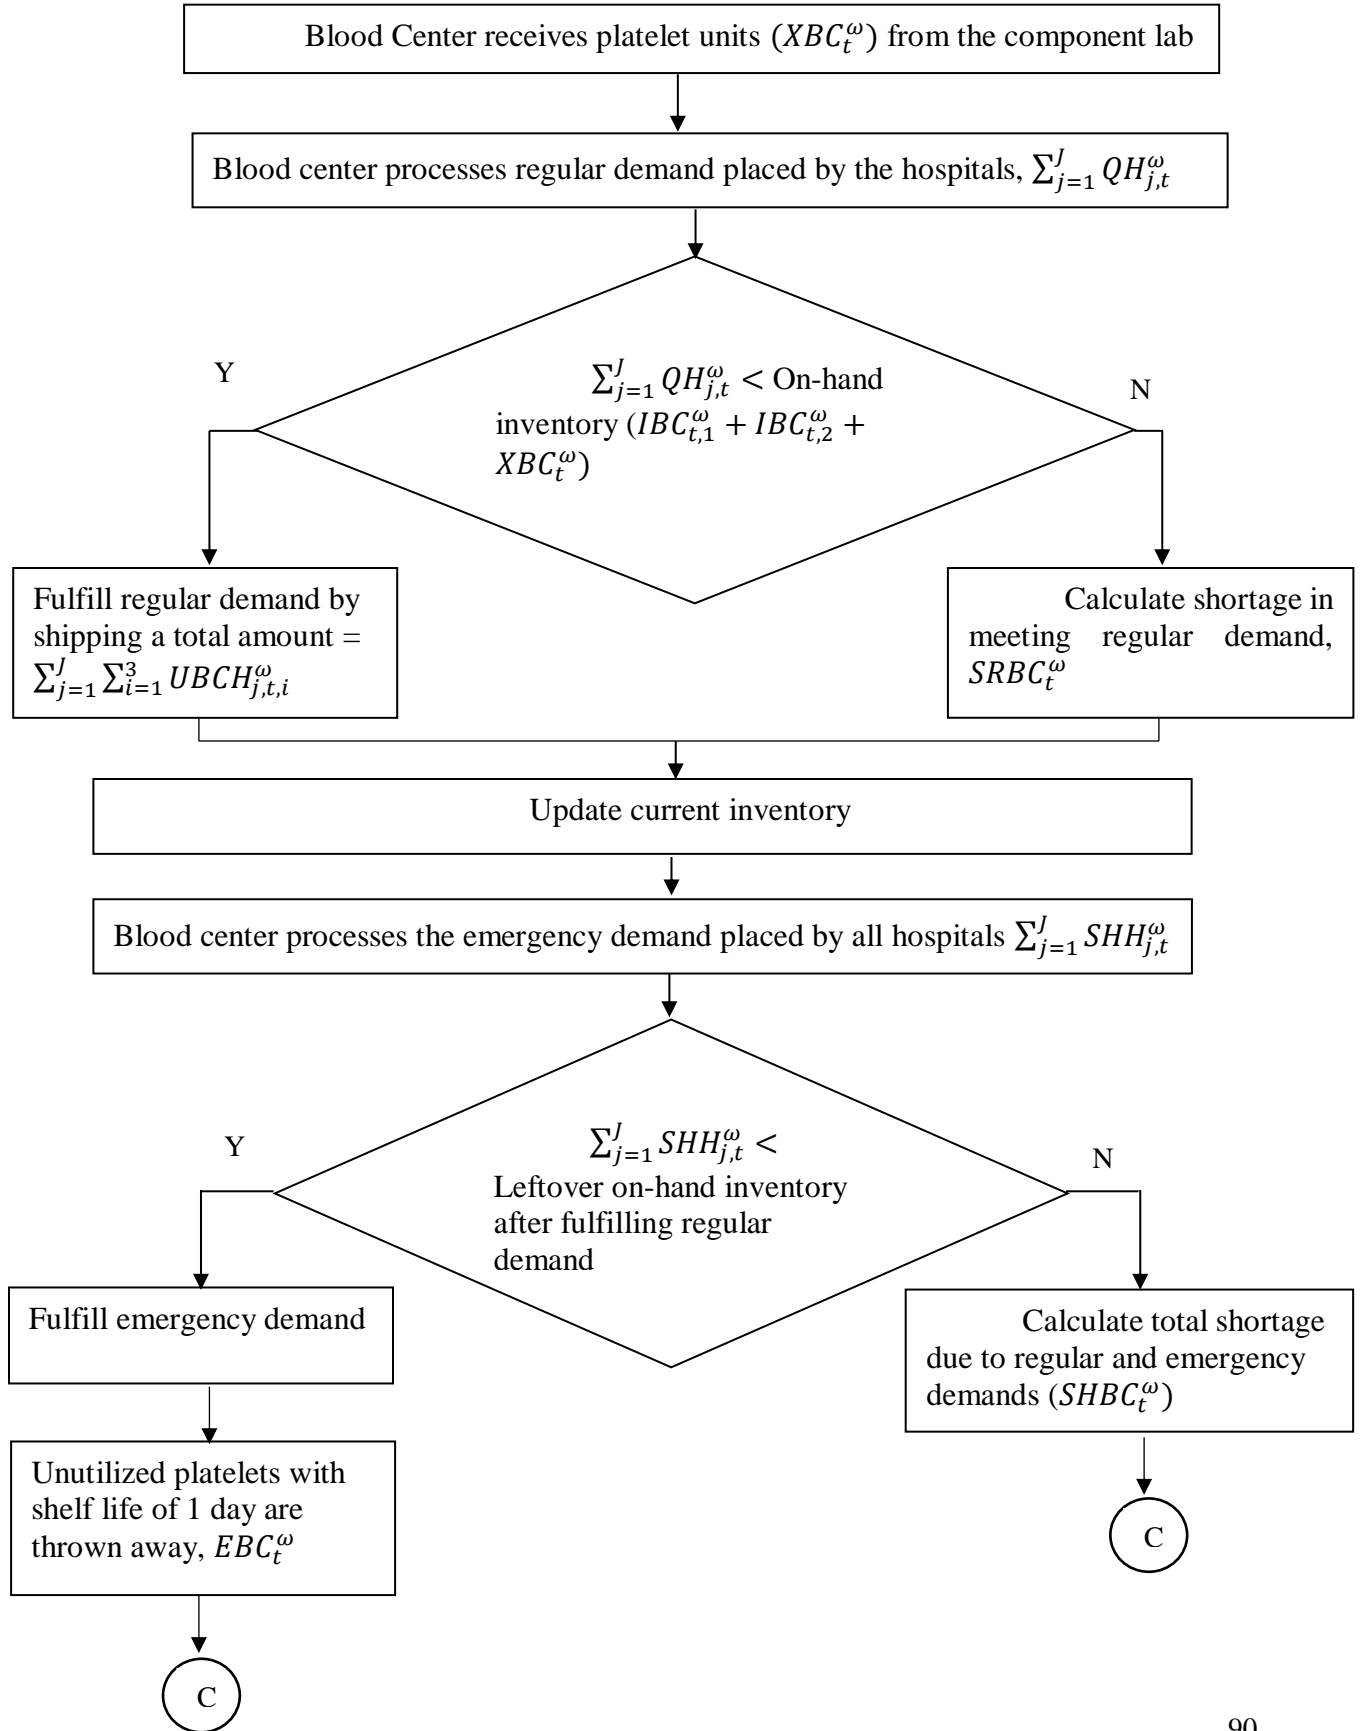 Blood Center receives platelet units (𝑋𝐵𝐶ₜ^ω) from the component lab
Blood center processes regular demand placed by the hospitals, ∑_{j=1}^{J} QH_{j,t}^{ω}
∑_{j=1}^{J} QH_{j,t}^{ω} < On-hand
inventory (IBC_{t,1}^{ω} + IBC_{t,2}^{ω} +
XBC_{t}^{ω})
Y
N
Fulfill regular demand by
shipping a total amount =
∑_{j=1}^{J} ∑_{i=1}^{3} UBCH_{j,t,i}^{ω}
Calculate shortage in
meeting regular demand,
SRBC_{t}^{ω}
Update current inventory
Blood center processes the emergency demand placed by all hospitals ∑_{j=1}^{J} SHH_{j,t}^{ω}
∑_{j=1}^{J} SHH_{j,t}^{ω} <
Leftover on-hand inventory
after fulfilling regular
demand
Y
N
Fulfill emergency demand
Calculate total shortage
due to regular and emergency
demands (SHBC_{t}^{ω})
Unutilized platelets with
shelf life of 1 day are
thrown away, EBC_{t}^{ω}
C
C
90